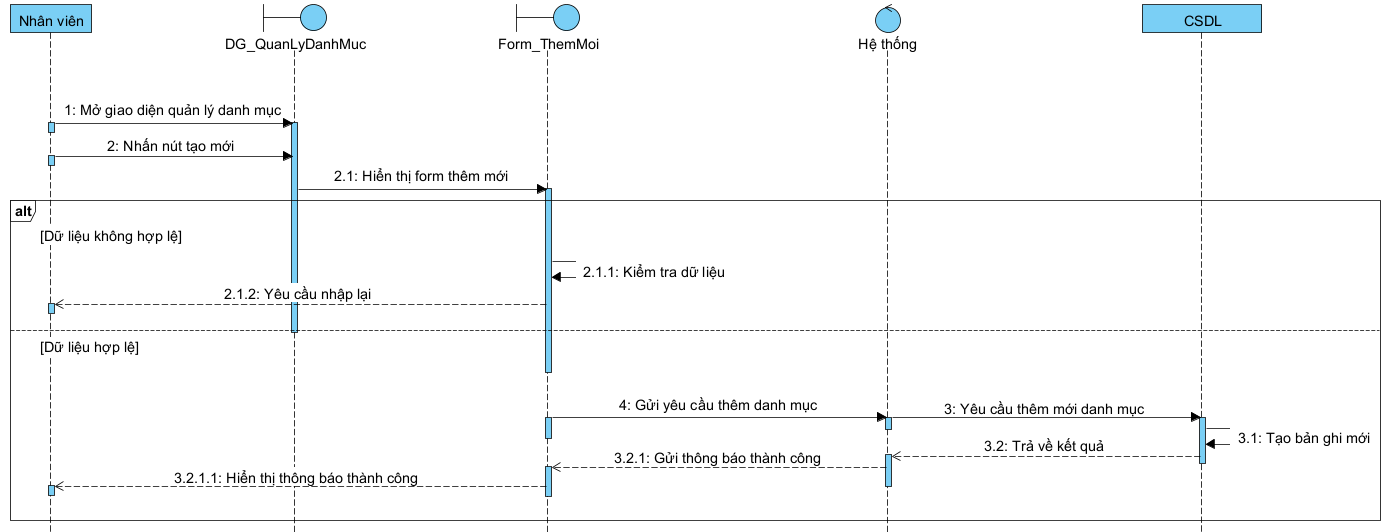 Nhân viên
DG_QuanLyDanhMuc
Form_ThemMoi
Hệ thống
CSDL
1: Mở giao diện quản lý danh mục
2: Nhấn nút tạo mới
2.1: Hiển thị form thêm mới
alt
[Dữ liệu không hợp lệ]
2.1.1: Kiểm tra dữ liệu
2.1.2: Yêu cầu nhập lại
[Dữ liệu hợp lệ]
4: Gửi yêu cầu thêm danh mục
3: Yêu cầu thêm mới danh mục
3.1: Tạo bản ghi mới
3.2: Trả về kết quả
3.2.1: Gửi thông báo thành công
3.2.1.1: Hiển thị thông báo thành công